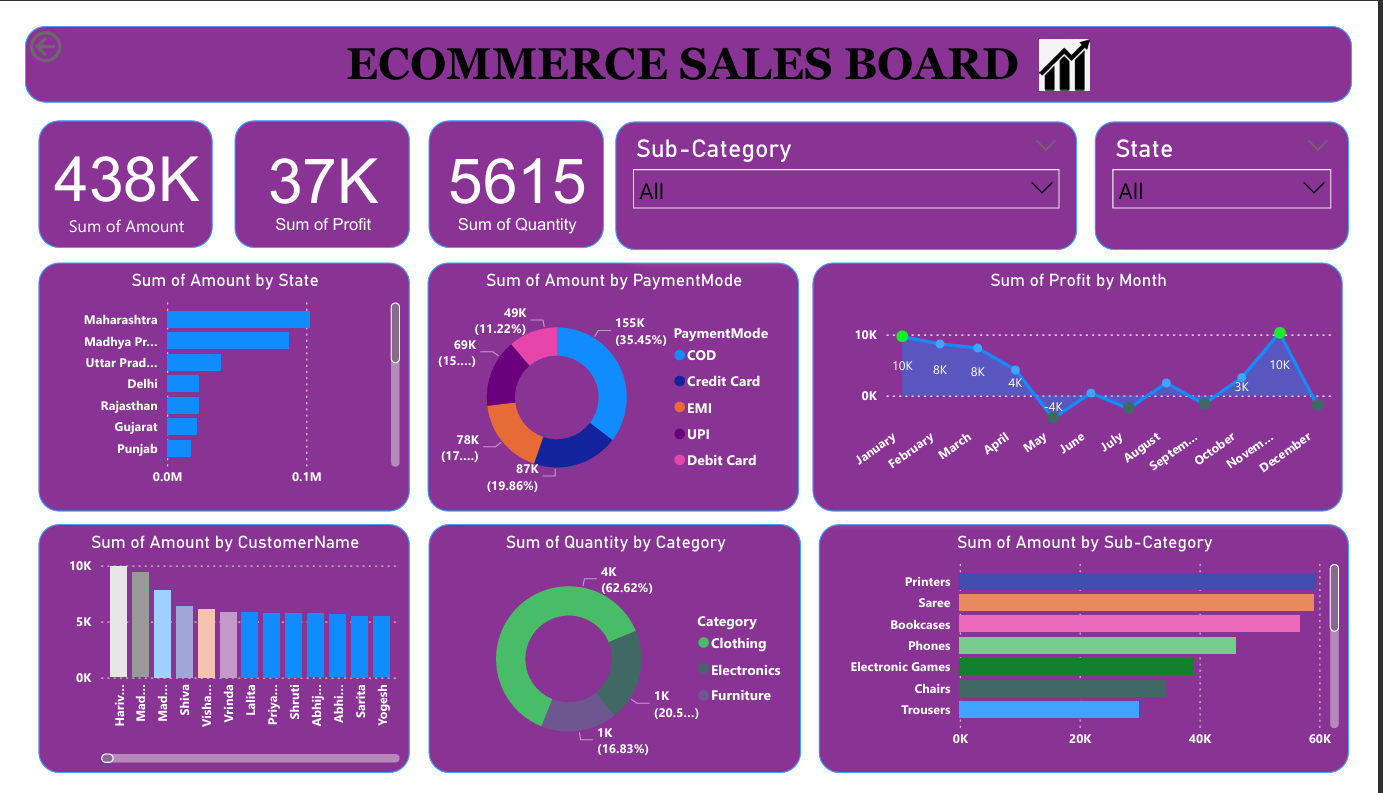 ECOMMERCE SALES BOARD
438K
Sum of Amount
37K
Sum of Profit
5615
Sum of Quantity
Sub-Category
All
State
All
Sum of Amount by State
Maharashtra
Madhya Pr...
Uttar Prad...
Delhi
Rajasthan
Gujarat
Punjab
0.0M 0.1M
Sum of Amount by PaymentMode
155K
(35.45%)
87K
(19.86%)
78K
(17....)
69K
(15....)
49K
(11.22%)
PaymentMode
COD
Credit Card
EMI
UPI
Debit Card
Sum of Profit by Month
10K
0K
10K
8K
8K
4K
-4K
3K
10K
January
February
March
April
May
June
July
August
Septem...
October
Novem...
December
Sum of Amount by CustomerName
10K
5K
0K
Hariv...
Mad...
Mad...
Shiva
Visha...
Vrinda
Lalita
Priya...
Shruti
Abhij...
Abhi...
Sarita
Yogesh
Sum of Quantity by Category
4K
(62.62%)
1K
(20.5...)
1K
(16.83%)
Category
Clothing
Electronics
Furniture
Sum of Amount by Sub-Category
Printers
Saree
Bookcases
Phones
Electronic Games
Chairs
Trousers
0K 20K 40K 60K